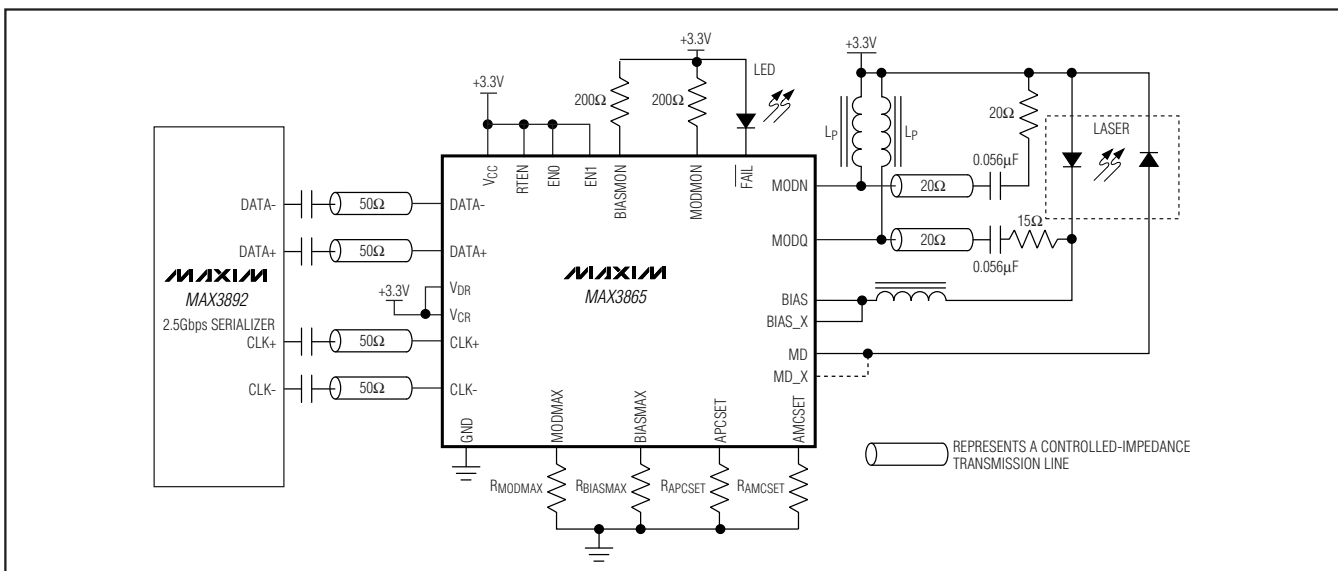 +3.3V
+3.3V
LED
+3.3V
200Ω
200Ω
20Ω
LASER
LP
LP
0.056µF
VCC
RTEN
EN0
EN1
BIASMON
MODMON
FAIL
MODN
20Ω
15Ω
DATA-
50Ω
DATA-
MODQ
20Ω
0.056µF
DATA+
50Ω
DATA+
MAXIM
MAX3892
2.5Gbps SERIALIZER
MAXIM
MAX3865
+3.3V
VDR
VCR
BIAS
BIAS_X
CLK+
50Ω
CLK+
MD
MD_X
CLK-
50Ω
CLK-
GND
MODMAX
BIASMAX
APCSET
AMCSET
REPRESENTS A CONTROLLED-IMPEDANCE
TRANSMISSION LINE
RMODMAX
RBIASMAX
RAPCSET
RAMCSET